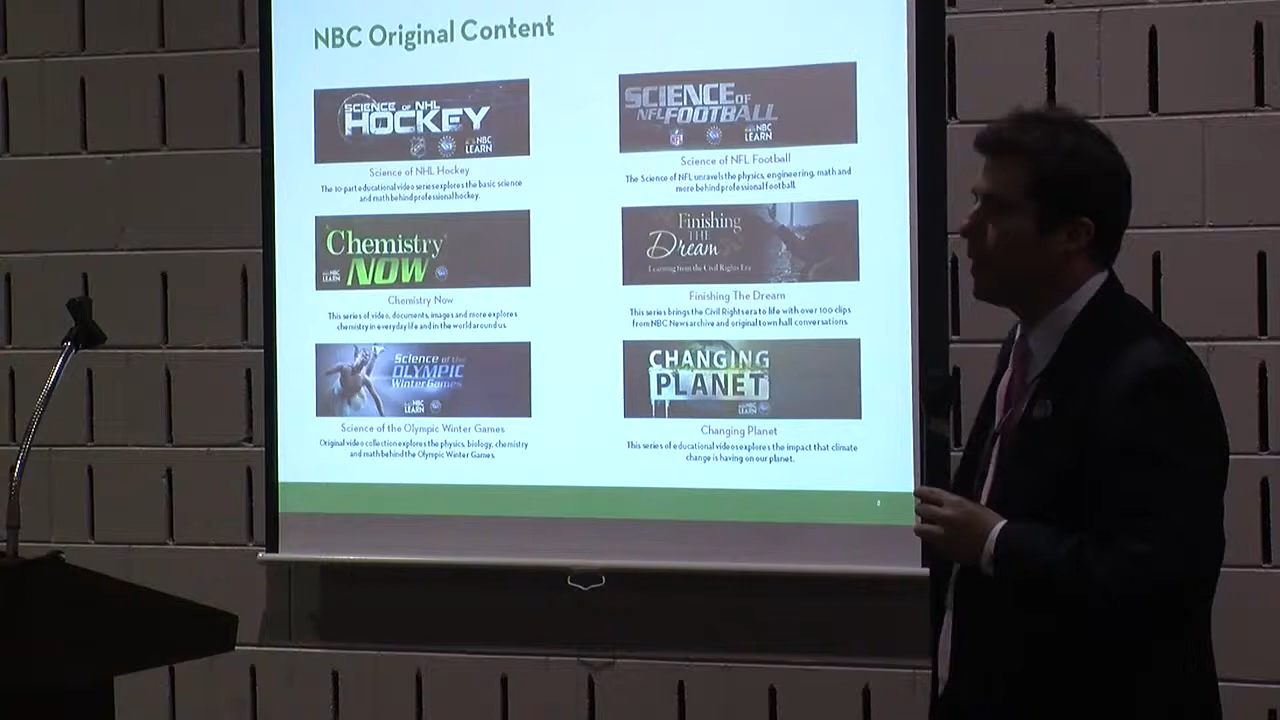 NBC Original Content
SCIENCE OF NHL
HOCKEY
NBC
LEARN
Science of NHL Hockey
The 10-part educational video series explores the basic science
and math behind professional hockey.
SCIENCE OF
NFL FOOTBALL
NBC
LEARN
Science of NFL Football
The Science of NFL unravels the physics, engineering, math and
more behind professional football.
Chemistry
NOW
NBC
LEARN
Chemistry Now
This series of video, documents, images and more explores
chemistry in everyday life and in the world around us.
Finishing
THE
Dream
Learning from the Civil Rights Era
Finishing The Dream
This series brings the Civil Rights era to life with over 100 clips
from NBC News archive and original town hall conversations.
Science of the
OLYMPIC
Winter Games
NBC
LEARN
Science of the Olympic Winter Games
Original video collection explores the physics, biology, chemistry
and math behind the Olympic Winter Games.
CHANGING
PLANET
NBC
LEARN
Changing Planet
This series of educational videos explores the impact that climate
change is having on our planet.